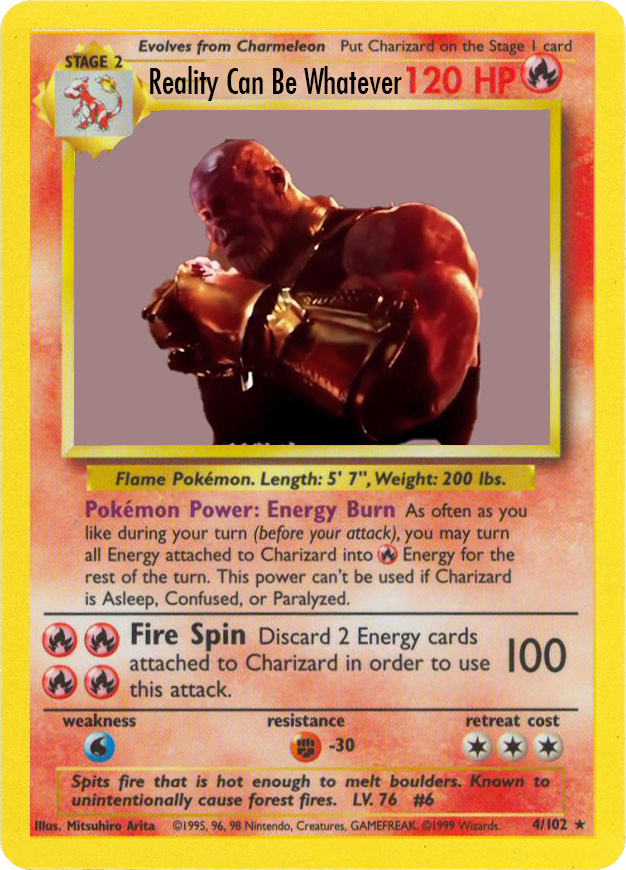 Evolves from Charmeleon Put Charizard on the Stage 1 card
STAGE 2
Reality Can Be Whatever 120 HP
Flame Pokémon. Length: 5' 7", Weight: 200 lbs.
Pokémon Power: Energy Burn As often as you
like during your turn (before your attack), you may turn
all Energy attached to Charizard into Energy for the
rest of the turn. This power can't be used if Charizard
is Asleep, Confused, or Paralyzed.
Fire Spin Discard 2 Energy cards
attached to Charizard in order to use 100
this attack.
weakness resistance retreat cost
-30
Spits fire that is hot enough to melt boulders. Known to
unintentionally cause forest fires. LV. 76 #6
Illus. Mitsuhiro Arita ©1995, 96, 98 Nintendo, Creatures, GAMEFREAK. ©1999 Wizards. 4/102 ★